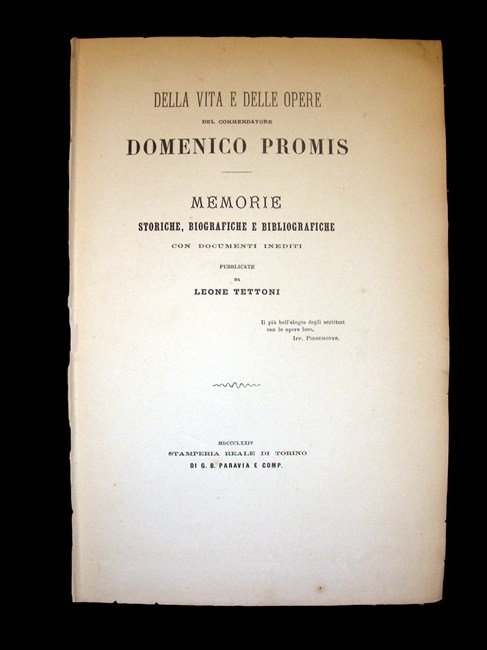 DELLA VITA E DELLE OPERE
DEL COMMENDATORE
DOMENICO PROMIS
MEMORIE
STORICHE, BIOGRAFICHE E BIBLIOGRAFICHE
CON DOCUMENTI INEDITI
PUBBLICATE
DA
LEONE TETTONI
Il più bell'elogio degli scrittori
son le opere loro,
IPP. PINDEMONTE.
MDCCCLXXIV
STAMPERIA REALE DI TORINO
DI G. B. PARAVIA E COMP.